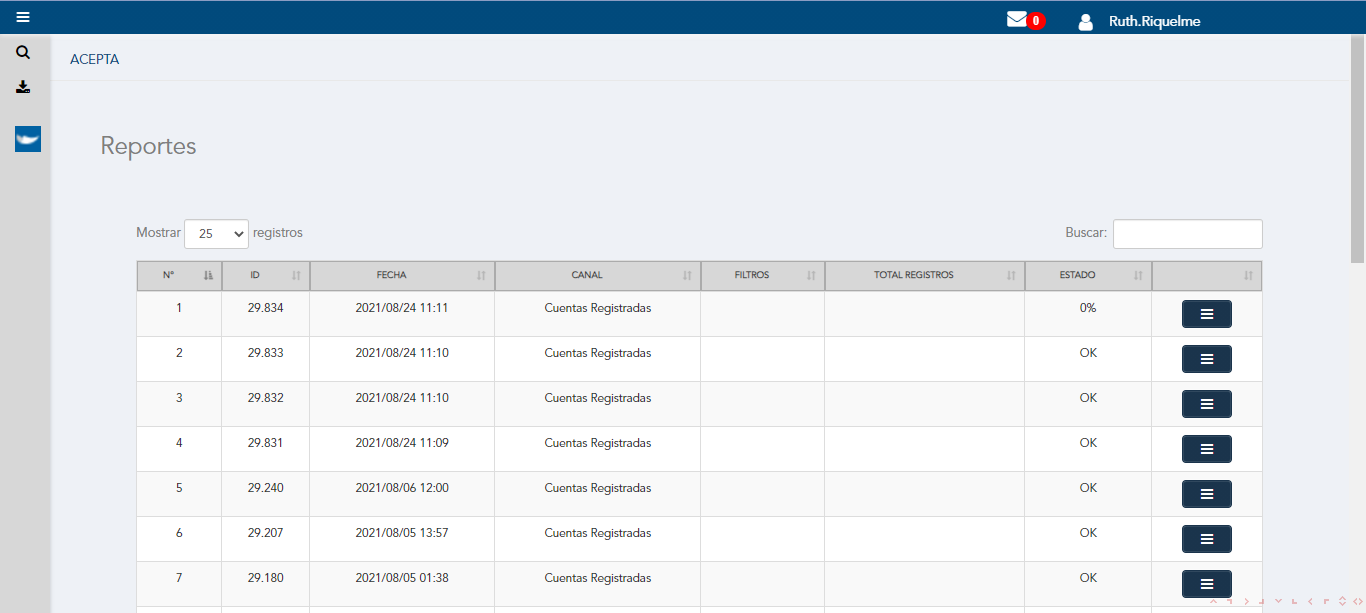 0 Ruth.Riquelme
ACEPTA
Reportes
Mostrar 25 registros Buscar:
N° ID FECHA CANAL FILTROS TOTAL REGISTROS ESTADO
1 29.834 2021/08/24 11:11 Cuentas Registradas 0%
2 29.833 2021/08/24 11:10 Cuentas Registradas OK
3 29.832 2021/08/24 11:10 Cuentas Registradas OK
4 29.831 2021/08/24 11:09 Cuentas Registradas OK
5 29.240 2021/08/06 12:00 Cuentas Registradas OK
6 29.207 2021/08/05 13:57 Cuentas Registradas OK
7 29.180 2021/08/05 01:38 Cuentas Registradas OK